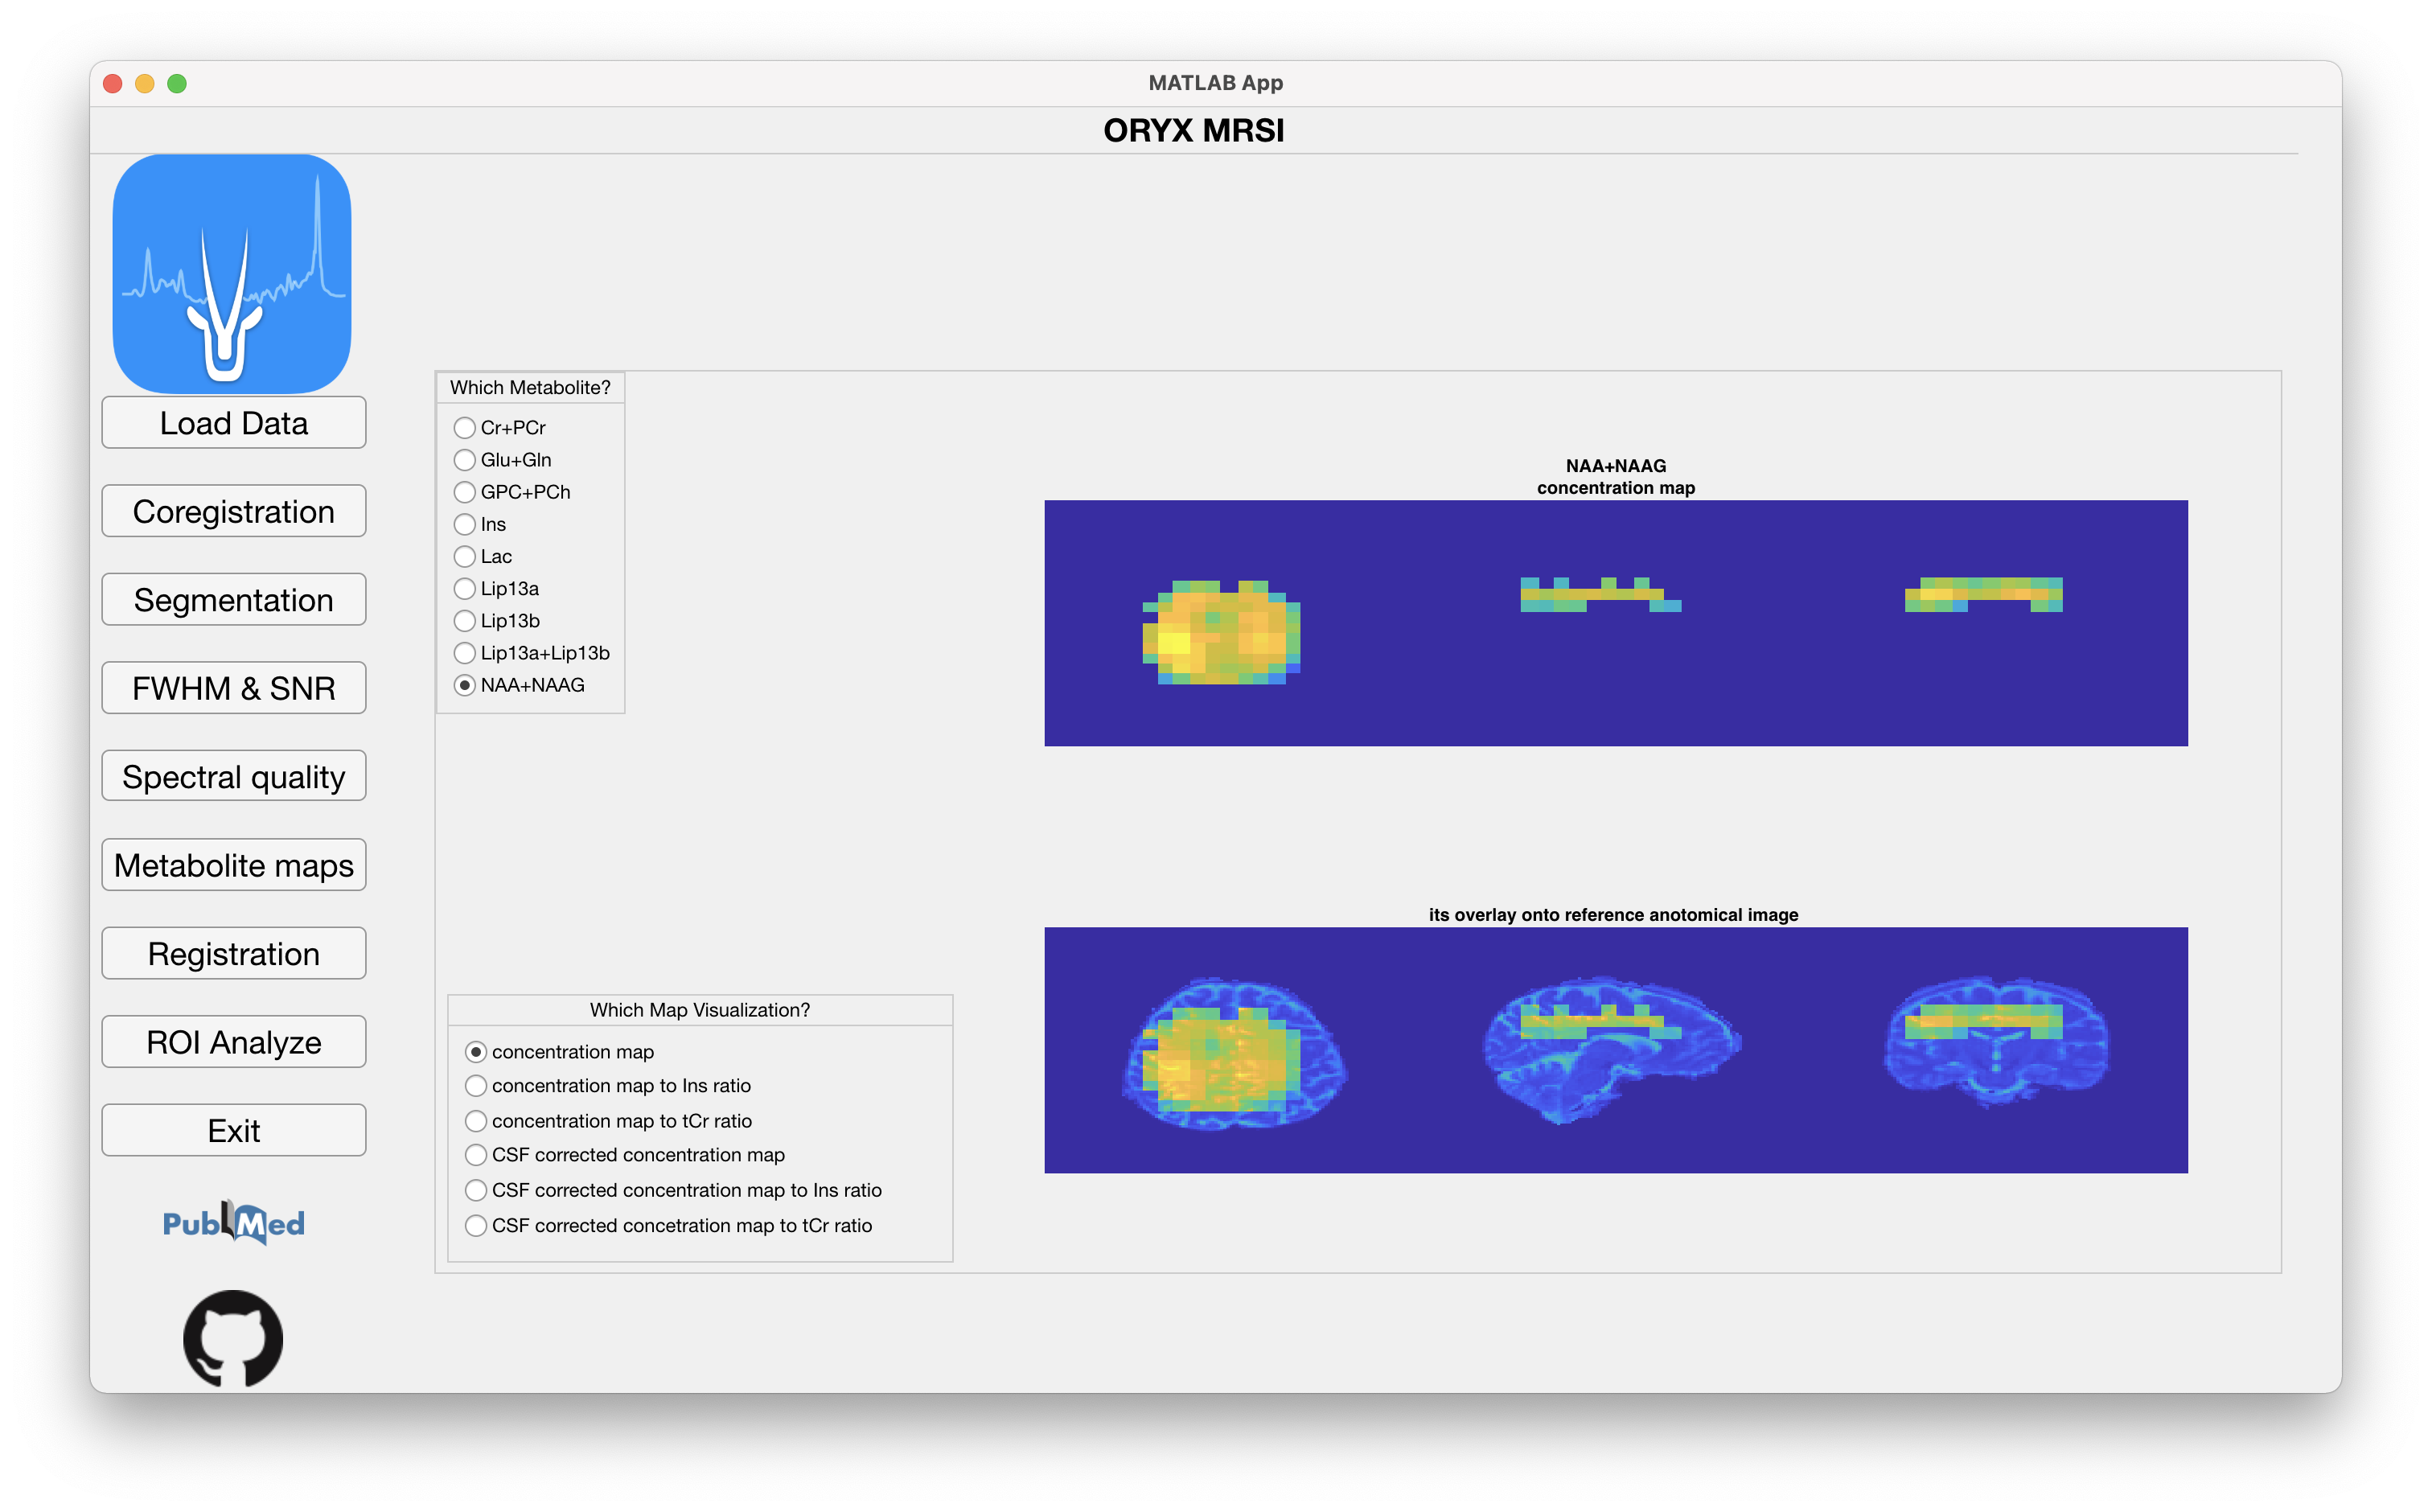 MATLAB App
ORYX MRSI
Load Data
Coregistration
Segmentation
FWHM & SNR
Spectral quality
Metabolite maps
Registration
ROI Analyze
Exit
PubMed
Which Metabolite?
Cr+PCr
Glu+Gln
GPC+PCh
Ins
Lac
Lip13a
Lip13b
Lip13a+Lip13b
NAA+NAAG
Which Map Visualization?
concentration map
concentration map to Ins ratio
concentration map to tCr ratio
CSF corrected concentration map
CSF corrected concentration map to Ins ratio
CSF corrected concetration map to tCr ratio
NAA+NAAG
concentration map
its overlay onto reference anotomical image